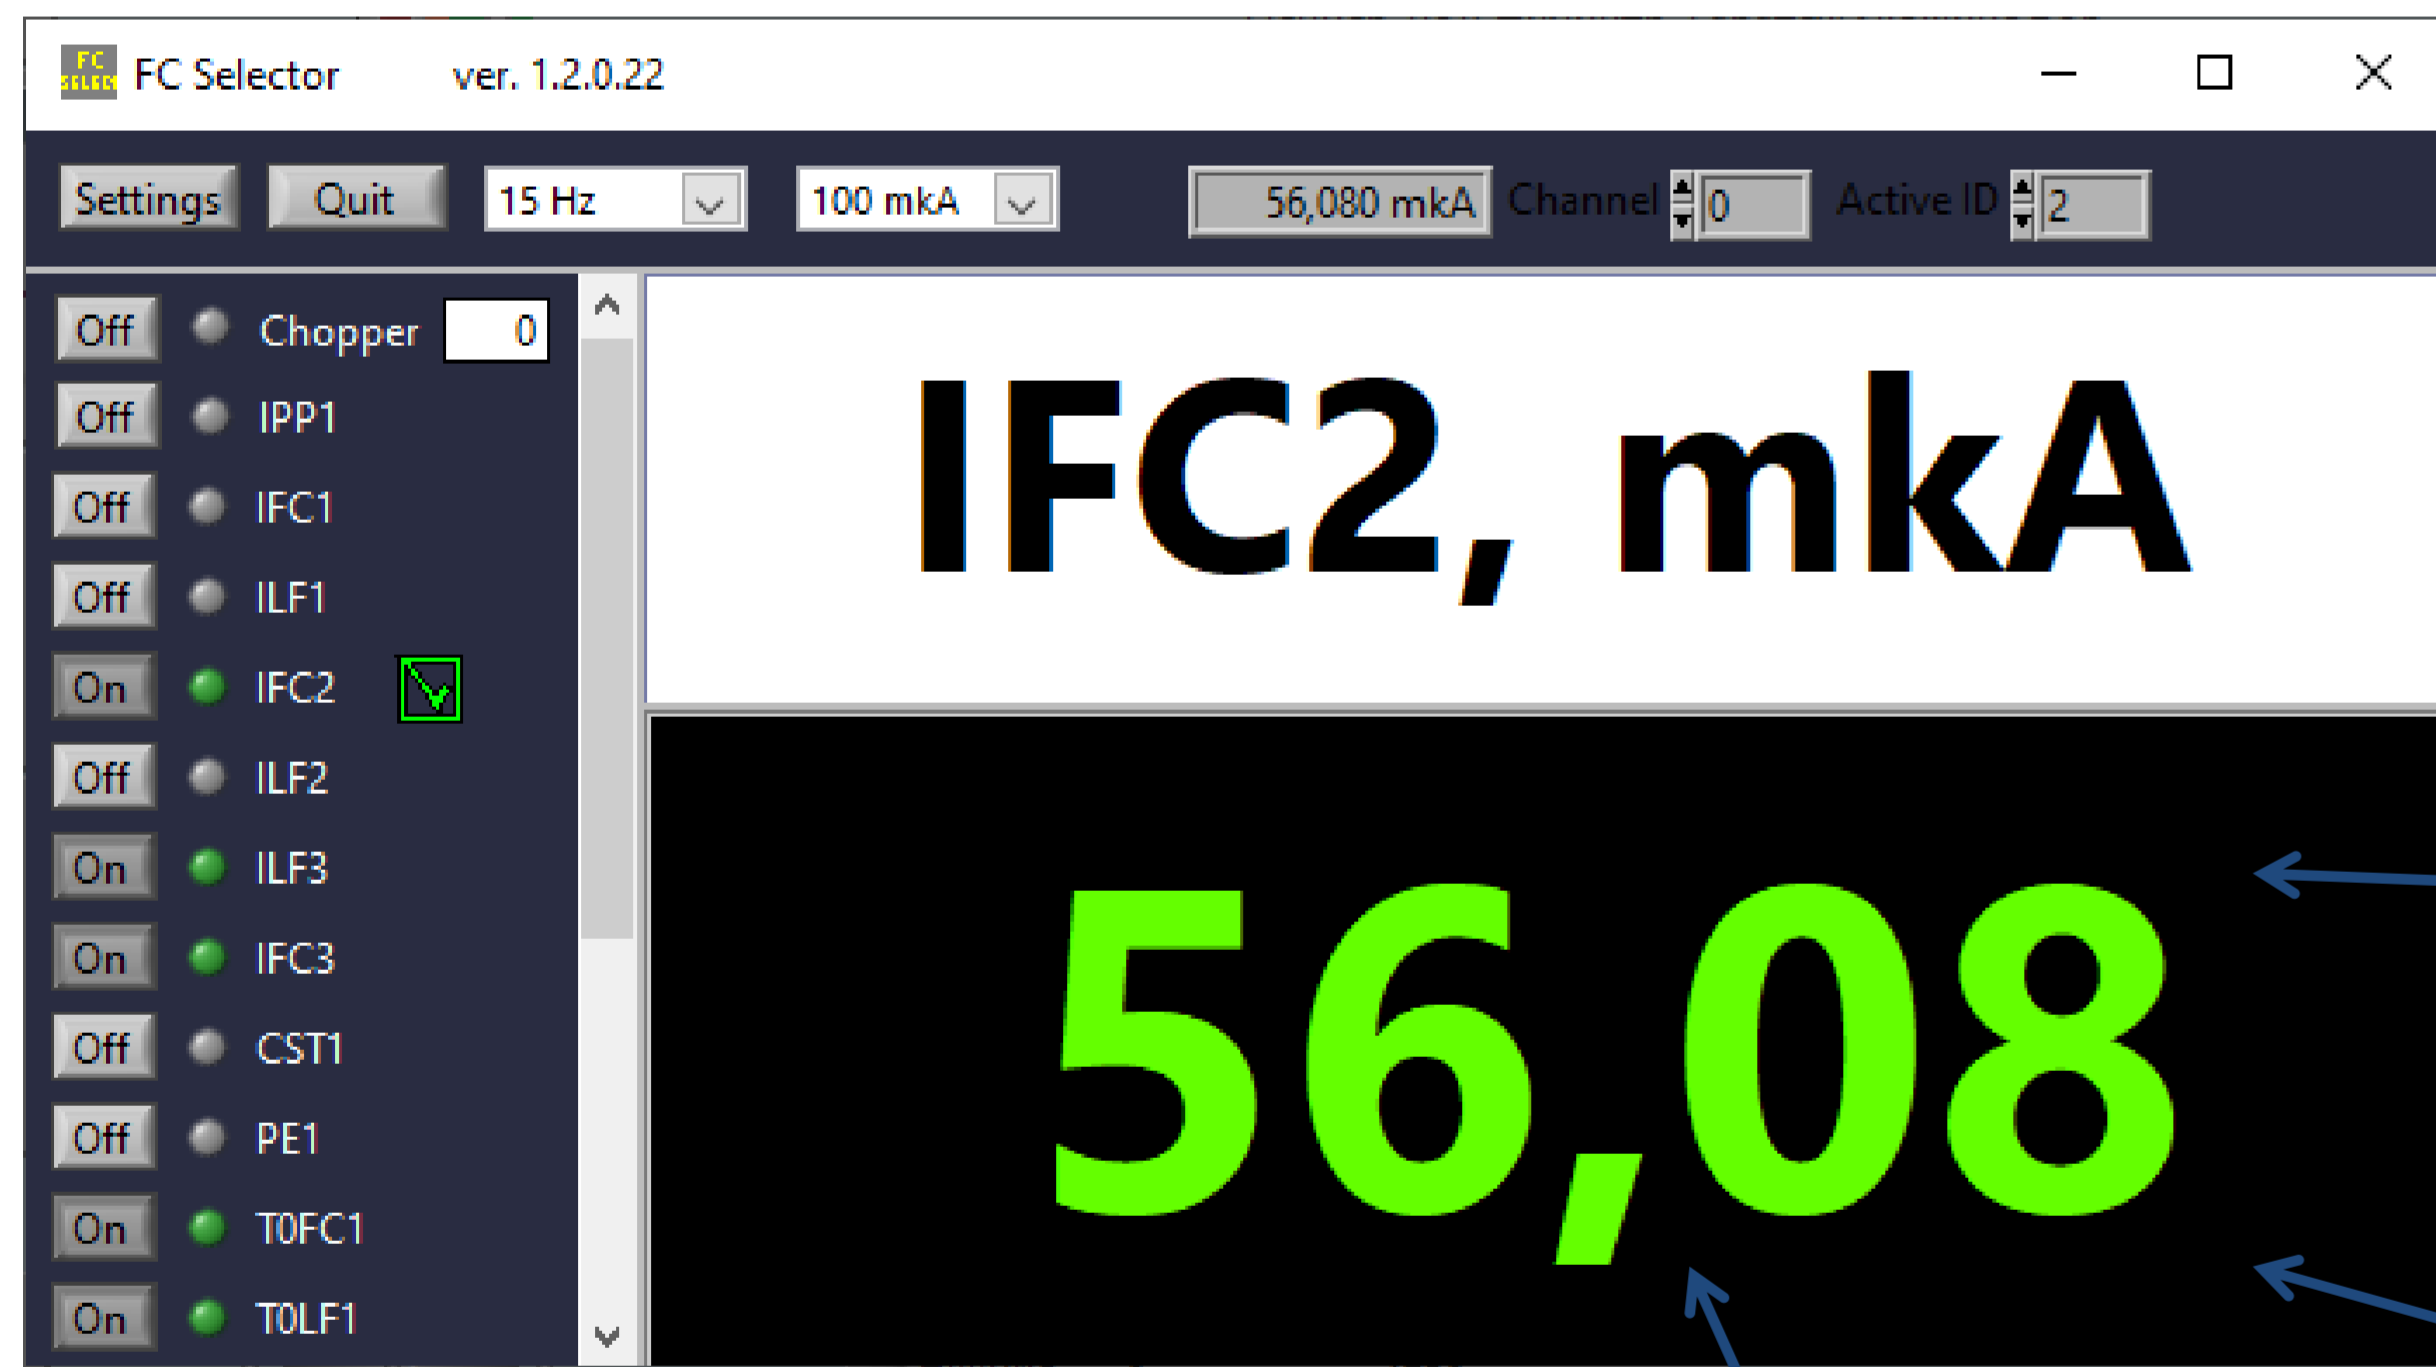 FC SELECT FC Selector ver. 1.2.0.22
Settings Quit 15 Hz 100 mkA 56,080 mkA Channel 0 Active ID 2
Off Chopper 0
Off IPP1
Off IFC1
Off ILF1
On IFC2
Off ILF2
On ILF3
On IFC3
Off CST1
Off PE1
On T0FC1
On T0LF1
IFC2, mkA
56,08